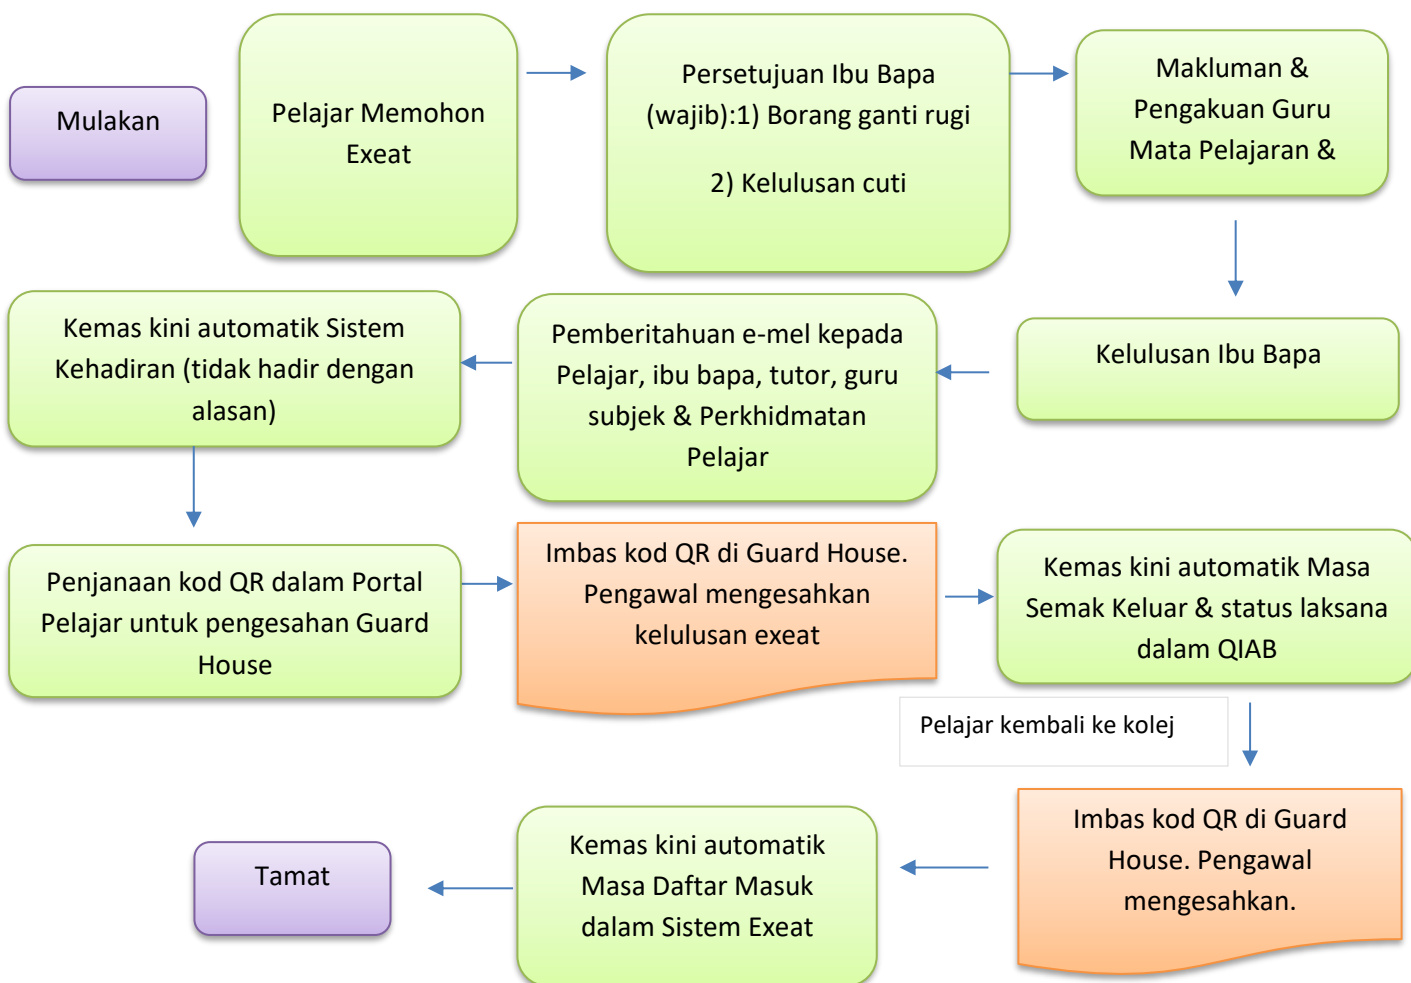 Mulakan
Pelajar Memohon
Exeat
Persetujuan Ibu Bapa
(wajib):1) Borang ganti rugi
2) Kelulusan cuti
Makluman &
Pengakuan Guru
Mata Pelajaran &
Kelulusan Ibu Bapa
Pemberitahuan e-mel kepada
Pelajar, ibu bapa, tutor, guru
subjek & Perkhidmatan
Pelajar
Kemas kini automatik Sistem
Kehadiran (tidak hadir dengan
alasan)
Penjanaan kod QR dalam Portal
Pelajar untuk pengesahan Guard
House
Imbas kod QR di Guard House.
Pengawal mengesahkan
kelulusan exeat
Kemas kini automatik Masa
Semak Keluar & status laksana
dalam QIAB
Pelajar kembali ke kolej
Imbas kod QR di Guard
House. Pengawal
mengesahkan.
Kemas kini automatik
Masa Daftar Masuk
dalam Sistem Exeat
Tamat